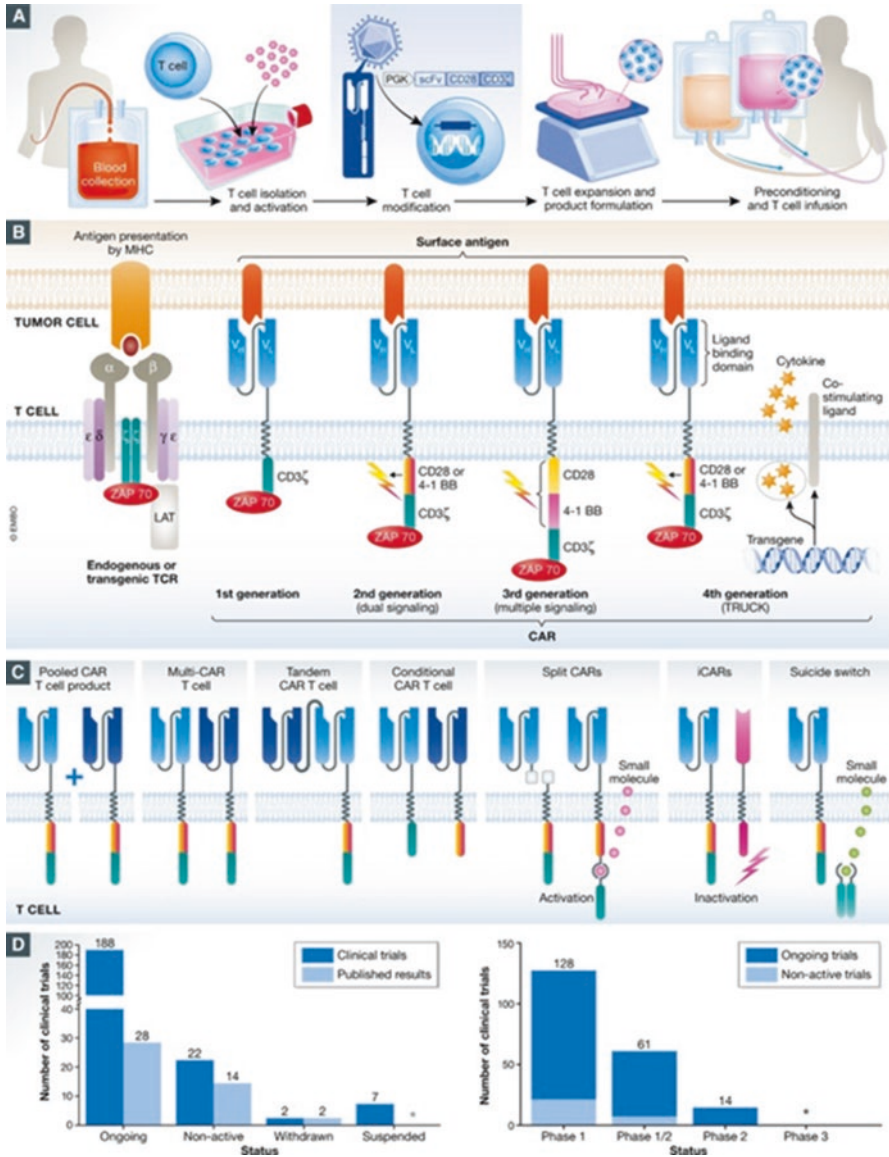 A
T cell
PGK scFv CD28 CD3ζ
Blood
collection
T cell isolation
and activation
T cell
modification
T cell expansion and
product formulation
Preconditioning
and T cell infusion
B
Antigen presentation
by MHC
Surface antigen
TUMOR CELL
VH VL
VH VL
VH VL
VH VL
Ligand
binding
domain
Cytokine
Co-
stimulating
ligand
α β
T CELL
ε δ ζ ζ γ ε
ZAP 70
LAT
CD3ζ
ZAP 70
CD28 or
4-1 BB
CD3ζ
ZAP 70
CD28
4-1 BB
CD3ζ
ZAP 70
CD28 or
4-1 BB
CD3ζ
ZAP 70
Transgene
© EMBO
Endogenous or
transgenic TCR
1st generation
2nd generation
(dual signaling)
3rd generation
(multiple signaling)
4th generation
(TRUCK)
CAR
C
Pooled CAR
T cell product
Multi-CAR
T cell
Tandem
CAR T cell
Conditional
CAR T cell
Split CARs
iCARs
Suicide switch
+
Small
molecule
Small
molecule
Activation
Inactivation
T CELL
D
Number of clinical trials
200
180
160
140
120
100
40
30
20
10
0
188
28
22
14
2
2
7
*
Clinical trials
Published results
Ongoing
Non-active
Withdrawn
Suspended
Status
Number of clinical trials
150
100
50
0
128
61
14
*
Ongoing trials
Non-active trials
Phase 1
Phase 1/2
Phase 2
Phase 3
Status